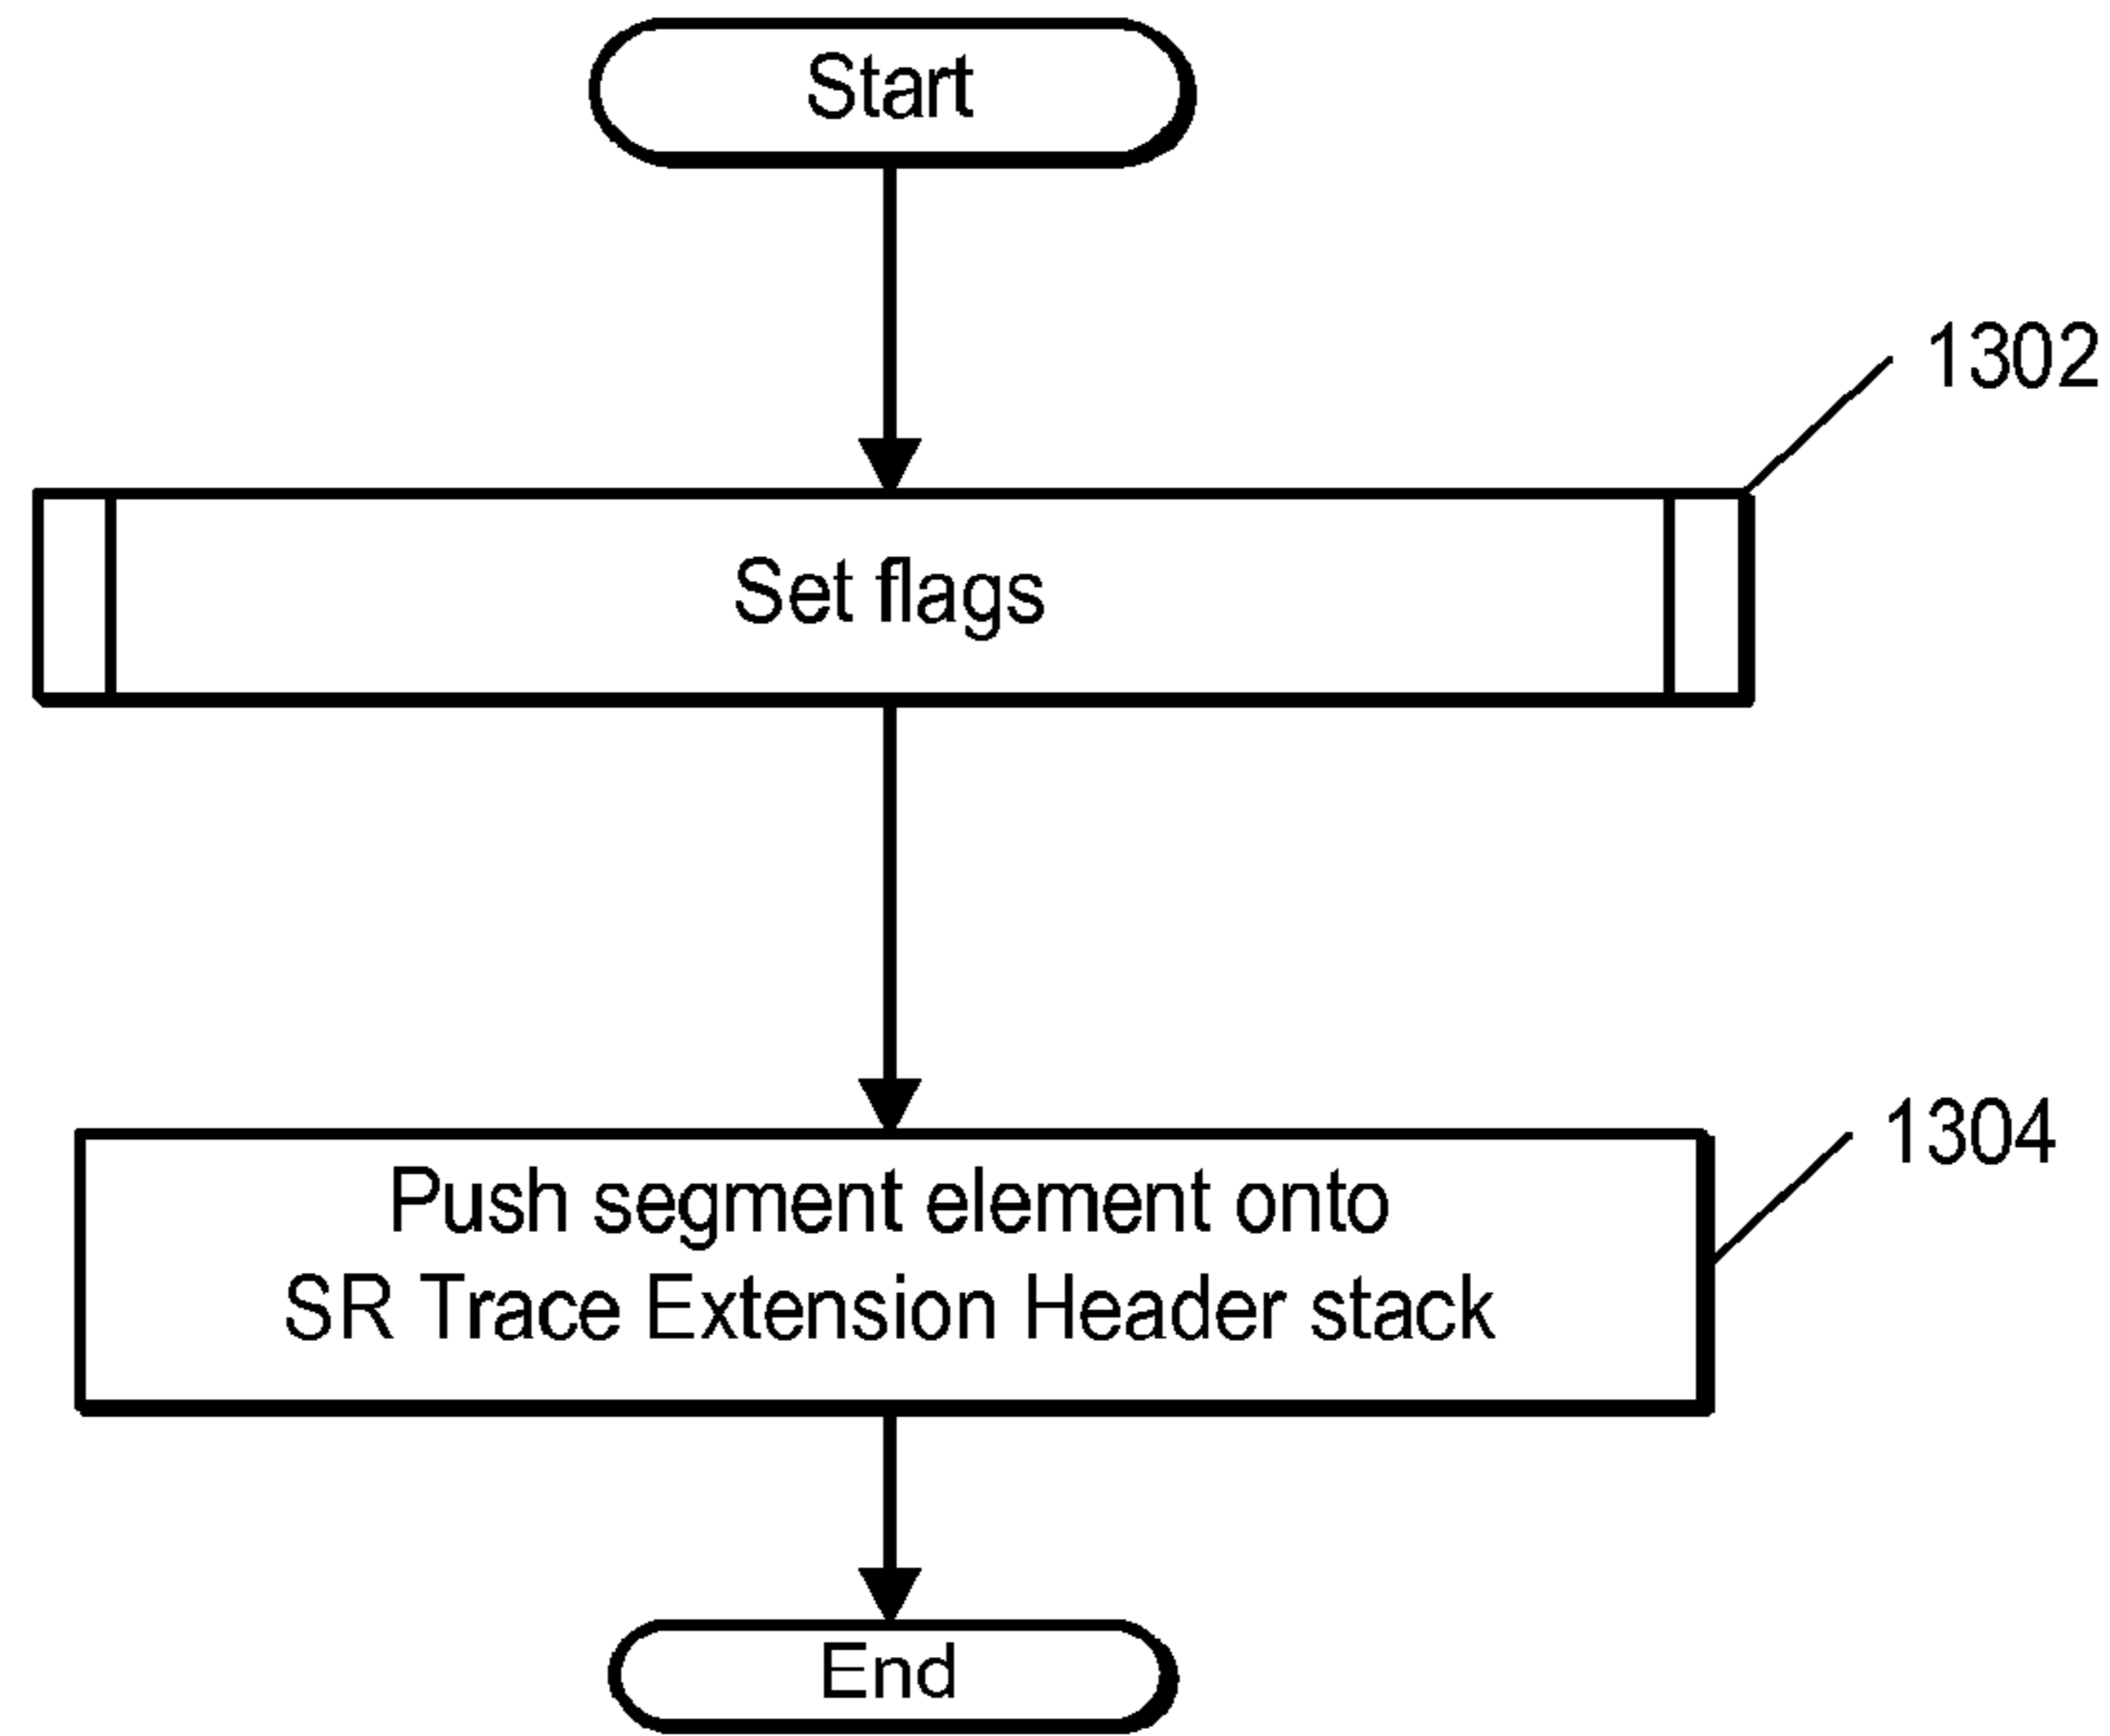 Start
1302
Set flags
1304
Push segment element onto
SR Trace Extension Header stack
End